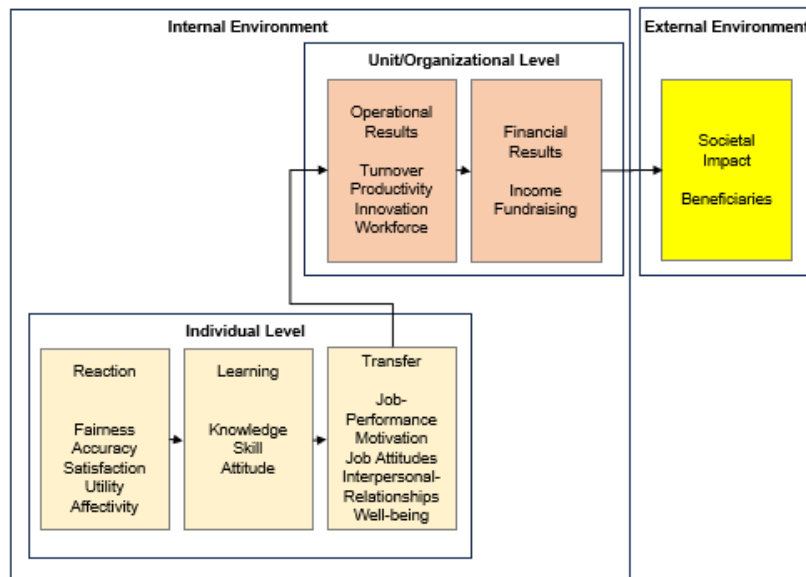 Internal Environment
External Environment
Unit/Organizational Level
Operational
Results
Turnover
Productivity
Innovation
Workforce
Financial
Results
Income
Fundraising
Societal
Impact
Beneficiaries
Individual Level
Reaction
Fairness
Accuracy
Satisfaction
Utility
Affectivity
Learning
Knowledge
Skill
Attitude
Transfer
Job-
Performance
Motivation
Job Attitudes
Interpersonal-
Relationships
Well-being